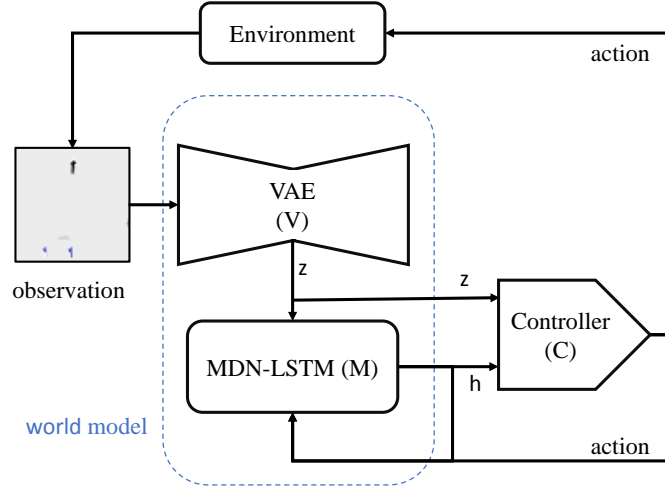 Environment
action
VAE
(V)
observation
z
z
Controller
(C)
MDN-LSTM (M)
h
world model
action